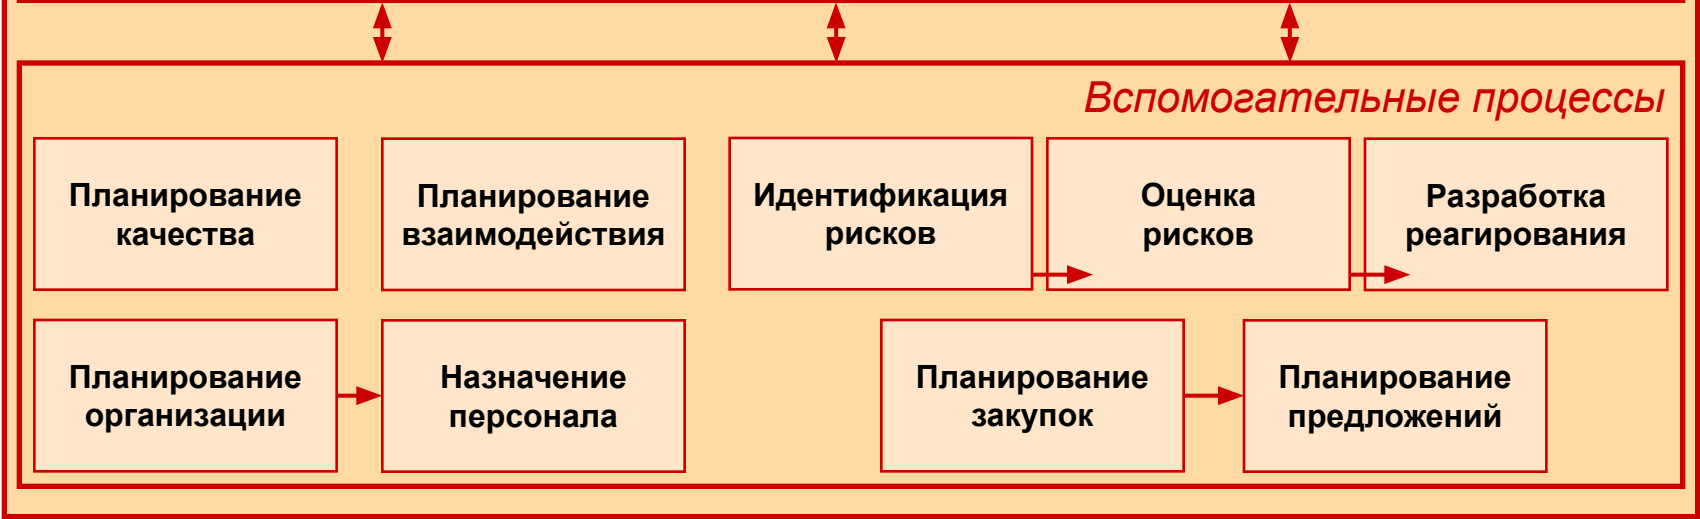 Вспомогательные процессы
Планирование
качества
Планирование
взаимодействия
Идентификация
рисков
Оценка
рисков
Разработка
реагирования
Планирование
организации
Назначение
персонала
Планирование
закупок
Планирование
предложений